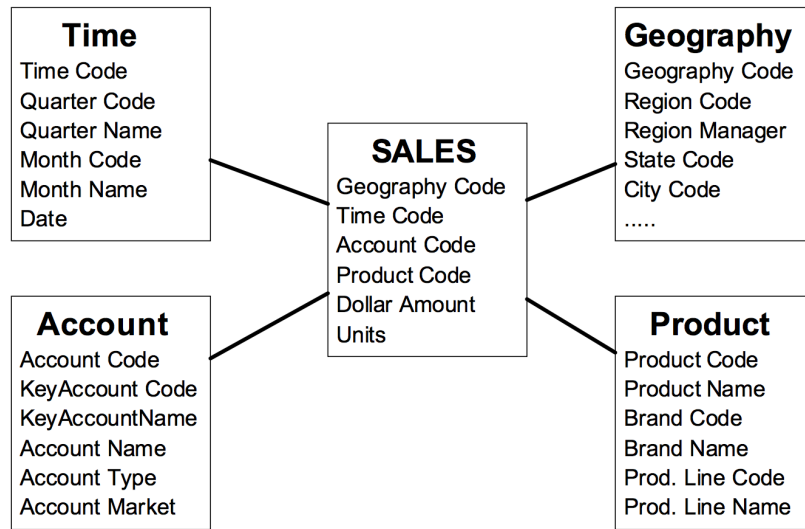 Time
Time Code
Quarter Code
Quarter Name
Month Code
Month Name
Date
Geography
Geography Code
Region Code
Region Manager
State Code
City Code
.....
SALES
Geography Code
Time Code
Account Code
Product Code
Dollar Amount
Units
Account
Account Code
KeyAccount Code
KeyAccountName
Account Name
Account Type
Account Market
Product
Product Code
Product Name
Brand Code
Brand Name
Prod. Line Code
Prod. Line Name